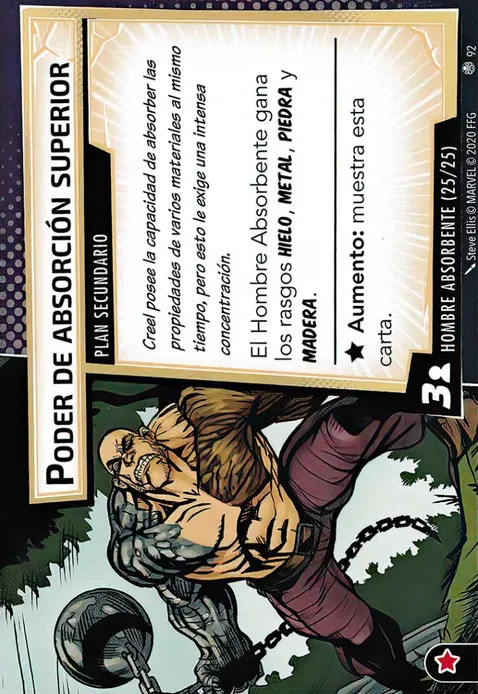 PODER DE ABSORCIÓN SUPERIOR
PLAN SECUNDARIO
Creel posee la capacidad de absorber las
propiedades de varios materiales al mismo
tiempo, pero esto le exige una intensa
concentración.
El Hombre Absorbente gana
los rasgos HIELO, METAL, PIEDRA y
MADERA.
★ Aumento: muestra esta
carta.
3
HOMBRE ABSORBENTE (25/25)
Steve Ellis © MARVEL © 2020 FFG
92